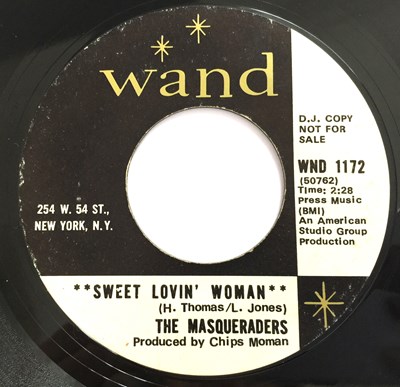 wand
D.J. COPY
NOT FOR
SALE
WND 1172
(50762)
Time: 2:28
Press Music
(BMI)
An American
Studio Group
Production
254 W. 54 ST.,
NEW YORK, N.Y.
**SWEET LOVIN' WOMAN**
(H. Thomas/L. Jones)
THE MASQUERADERS
Produced by Chips Moman